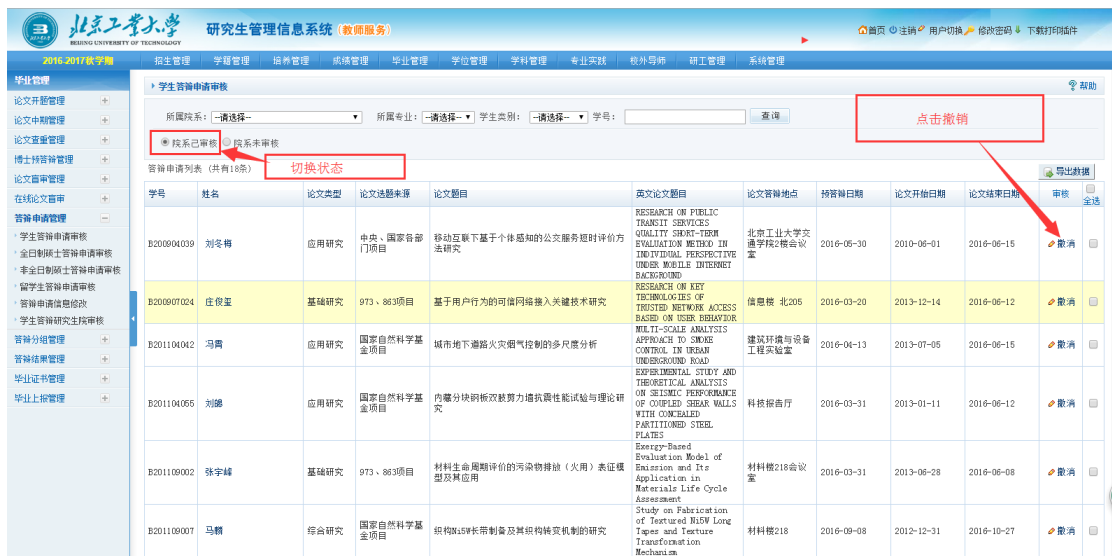 北京工业大学
BEIJING UNIVERSITY OF TECHNOLOGY
研究生管理信息系统 (教师服务)
首页 注销 用户切换 修改密码 下载打印插件
2016-2017秋学期
招生管理 学籍管理 培养管理 成绩管理 毕业管理 学位管理 学科管理 专业实践 校外导师 研工管理 系统管理
毕业管理
论文开题管理
论文中期管理
论文查重管理
博士预答辩管理
论文盲审管理
在线论文盲审
答辩申请管理
学生答辩申请审核
全日制硕士答辩申请审核
非全日制硕士答辩申请审核
留学生答辩申请审核
答辩申请信息修改
学生答辩研究生院审核
答辩分组管理
答辩结果管理
毕业证书管理
毕业上报管理
学生答辩申请审核
帮助
所属院系: --请选择-- 所属专业: --请选择-- 学生类别: --请选择-- 学号: 查询
院系已审核 院系未审核
切换状态
点击撤销
答辩申请列表 (共有18条)
导出数据
学号 姓名 论文类型 论文选题来源 论文题目 英文论文题目 论文答辩地点 预答辩日期 论文开始日期 论文结束日期 审核 全选
B200904039 刘冬梅 应用研究 中央、国家各部门项目 移动互联下基于个体感知的公交服务短时评价方法研究
RESEARCH ON PUBLIC
TRANSIT SERVICES
QUALITY SHORT-TERM
EVALUATION METHOD IN
INDIVIDUAL PERSPECTIVE
UNDER MOBILE INTERNET
BACKGROUND
北京工业大学交通学院2楼会议室 2016-05-30 2010-06-01 2016-06-15 撤消
B200907024 庄俊玺 基础研究 973、863项目 基于用户行为的可信网络接入关键技术研究
RESEARCH ON KEY
TECHNOLOGIES OF
TRUSTED NETWORK ACCESS
BASED ON USER BEHAVIOR
信息楼 北205 2016-03-20 2013-12-14 2016-06-12 撤消
B201104042 冯霄 应用研究 国家自然科学基金项目 城市地下道路火灾烟气控制的多尺度分析
MULTI-SCALE ANALYSIS
APPROACH TO SMOKE
CONTROL IN URBAN
UNDERGROUND ROAD
建筑环境与设备工程实验室 2016-04-13 2013-07-05 2016-06-15 撤消
B201104055 应用研究 国家自然科学基金项目 内藏分块钢板双肢剪力墙抗震性能试验与理论研究
EXPERIMENTAL STUDY AND
THEORETICAL ANALYSIS
ON SEISMIC PERFORMANCE
OF COUPLED SHEAR WALLS
WITH CONCEALED
PARTITIONED STEEL
PLATES
科技报告厅 2016-03-31 2013-01-11 2016-06-12 撤消
B201109002 张宇峰 基础研究 973、863项目 材料生命周期评价的污染物排放(火用)表征模型及其应用
Exergy-Based
Evaluation Model of
Emission and Its
Application in
Materials Life Cycle
Assessment
材料楼218会议室 2016-03-31 2013-06-28 2016-06-08 撤消
B201109007 马麟 综合研究 国家自然科学基金项目 织构Ni5W长带制备及其织构转变机制的研究
Study on Fabrication
of Textured Ni5W Long
Tapes and Texture
Transformation
Mechanism
材料楼218 2016-09-08 2012-12-31 2016-10-27 撤消